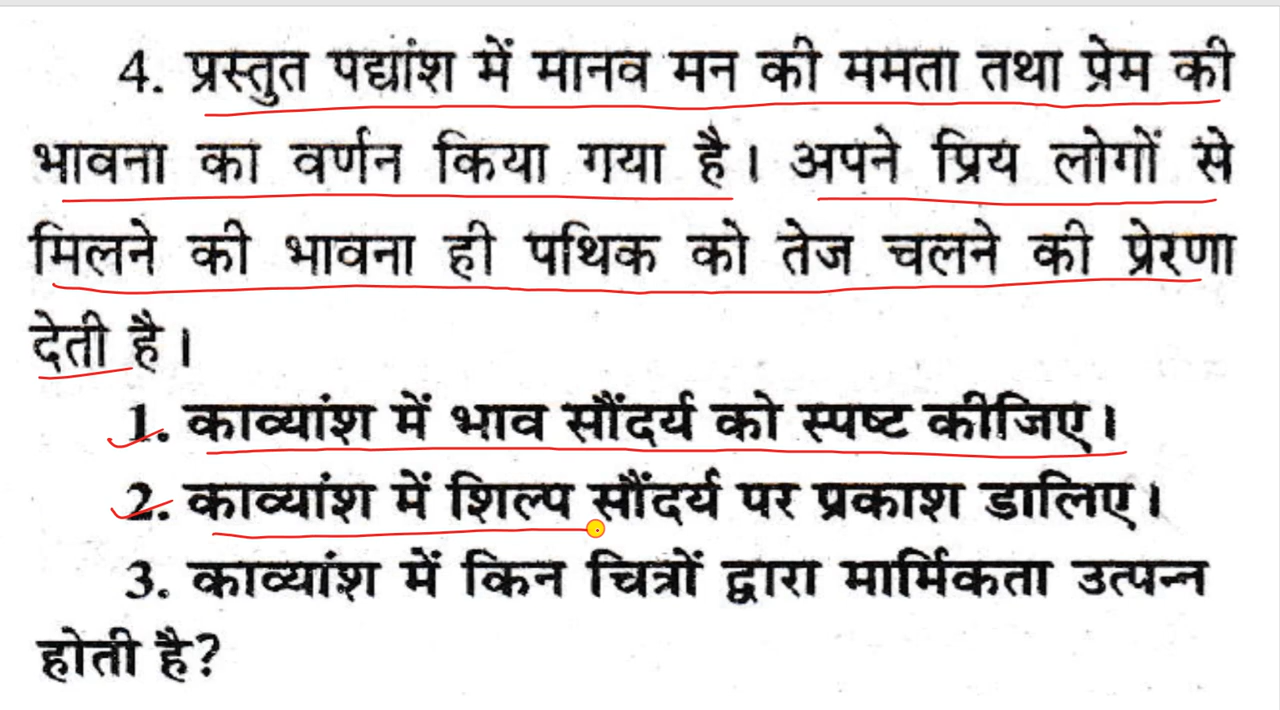 4. प्रस्तुत पद्यांश में मानव मन की ममता तथा प्रेम की
भावना का वर्णन किया गया है। अपने प्रिय लोगों से
मिलने की भावना ही पथिक को तेज चलने की प्रेरणा
देती है।
1. काव्यांश में भाव सौंदर्य को स्पष्ट कीजिए।
2. काव्यांश में शिल्प सौंदर्य पर प्रकाश डालिए।
3. काव्यांश में किन चित्रों द्वारा मार्मिकता उत्पन्न
होती है?